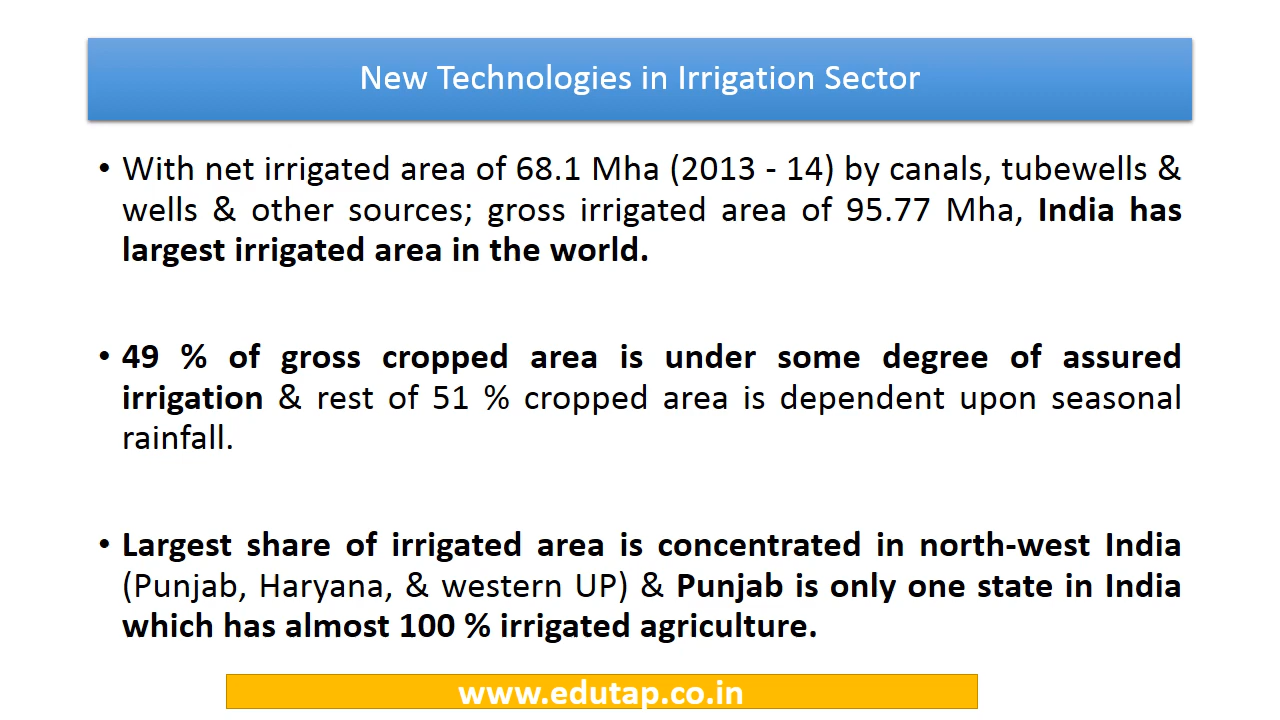 New Technologies in Irrigation Sector
• With net irrigated area of 68.1 Mha (2013 - 14) by canals, tubewells &
wells & other sources; gross irrigated area of 95.77 Mha, India has
largest irrigated area in the world.
• 49 % of gross cropped area is under some degree of assured
irrigation & rest of 51 % cropped area is dependent upon seasonal
rainfall.
• Largest share of irrigated area is concentrated in north-west India
(Punjab, Haryana, & western UP) & Punjab is only one state in India
which has almost 100 % irrigated agriculture.
www.edutap.co.in